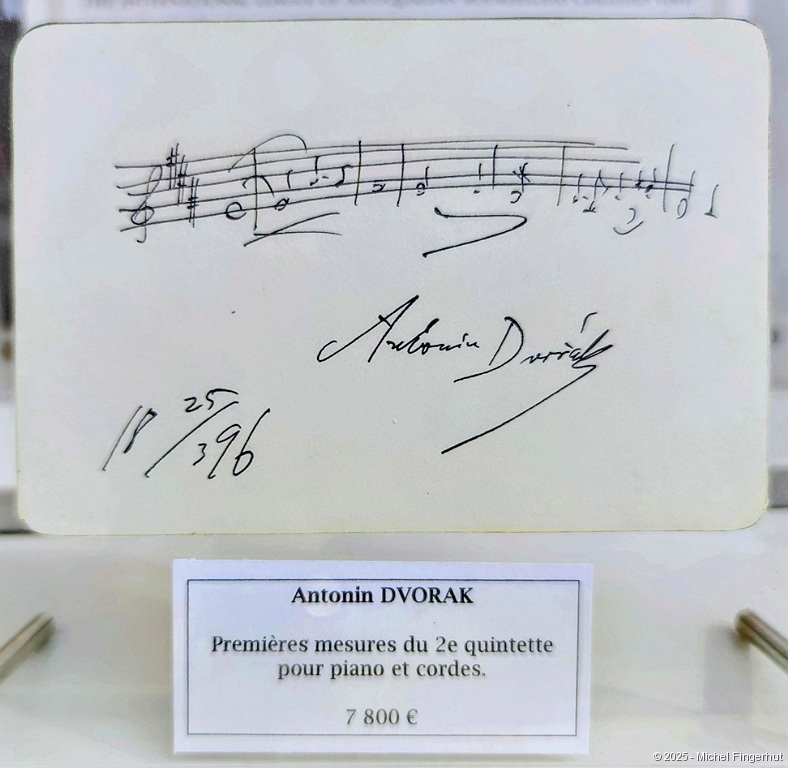 Antonín Dvořák
18 25/3 96
Antonin DVORAK
Premières mesures du 2e quintette
pour piano et cordes.
7 800 €
© 2025 - Michel Fingerhut